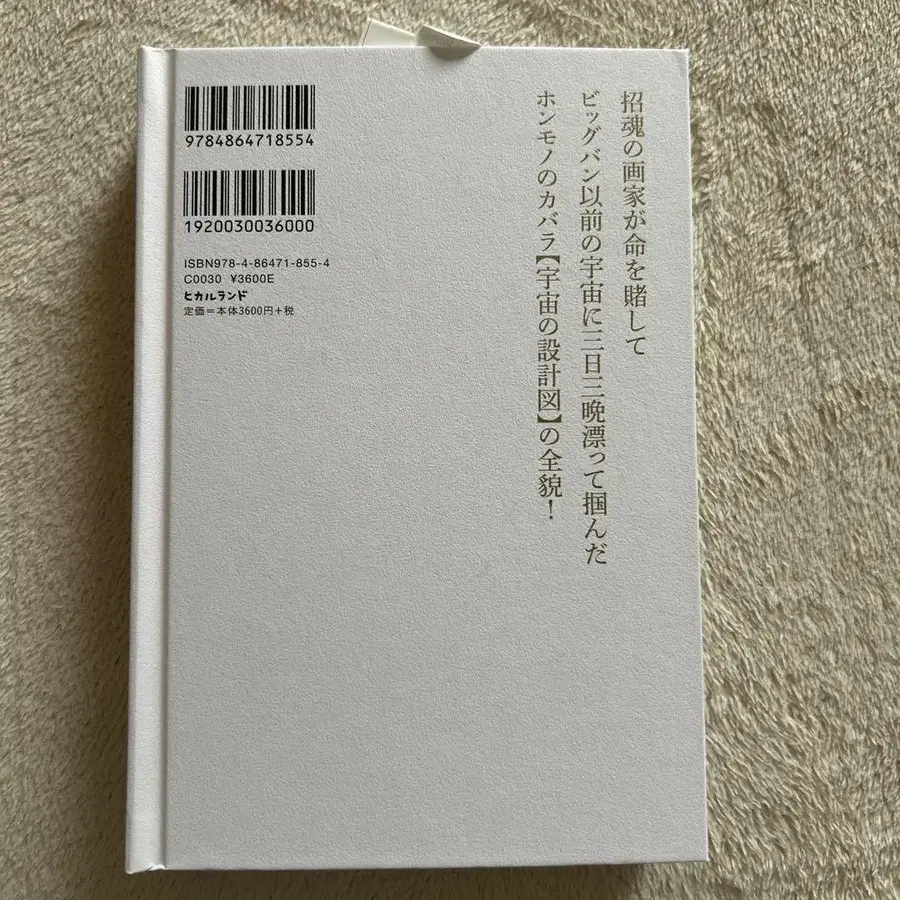 招魂の画家が命を賭して
ビッグバン以前の宇宙に三日三晩漂って掴んだ
ホンモノのカバラ【宇宙の設計図】の全貌！
9784864718554
1920030036000
ISBN978-4-86471-855-4
C0030 ¥3600E
ヒカルランド
定価＝本体3600円＋税